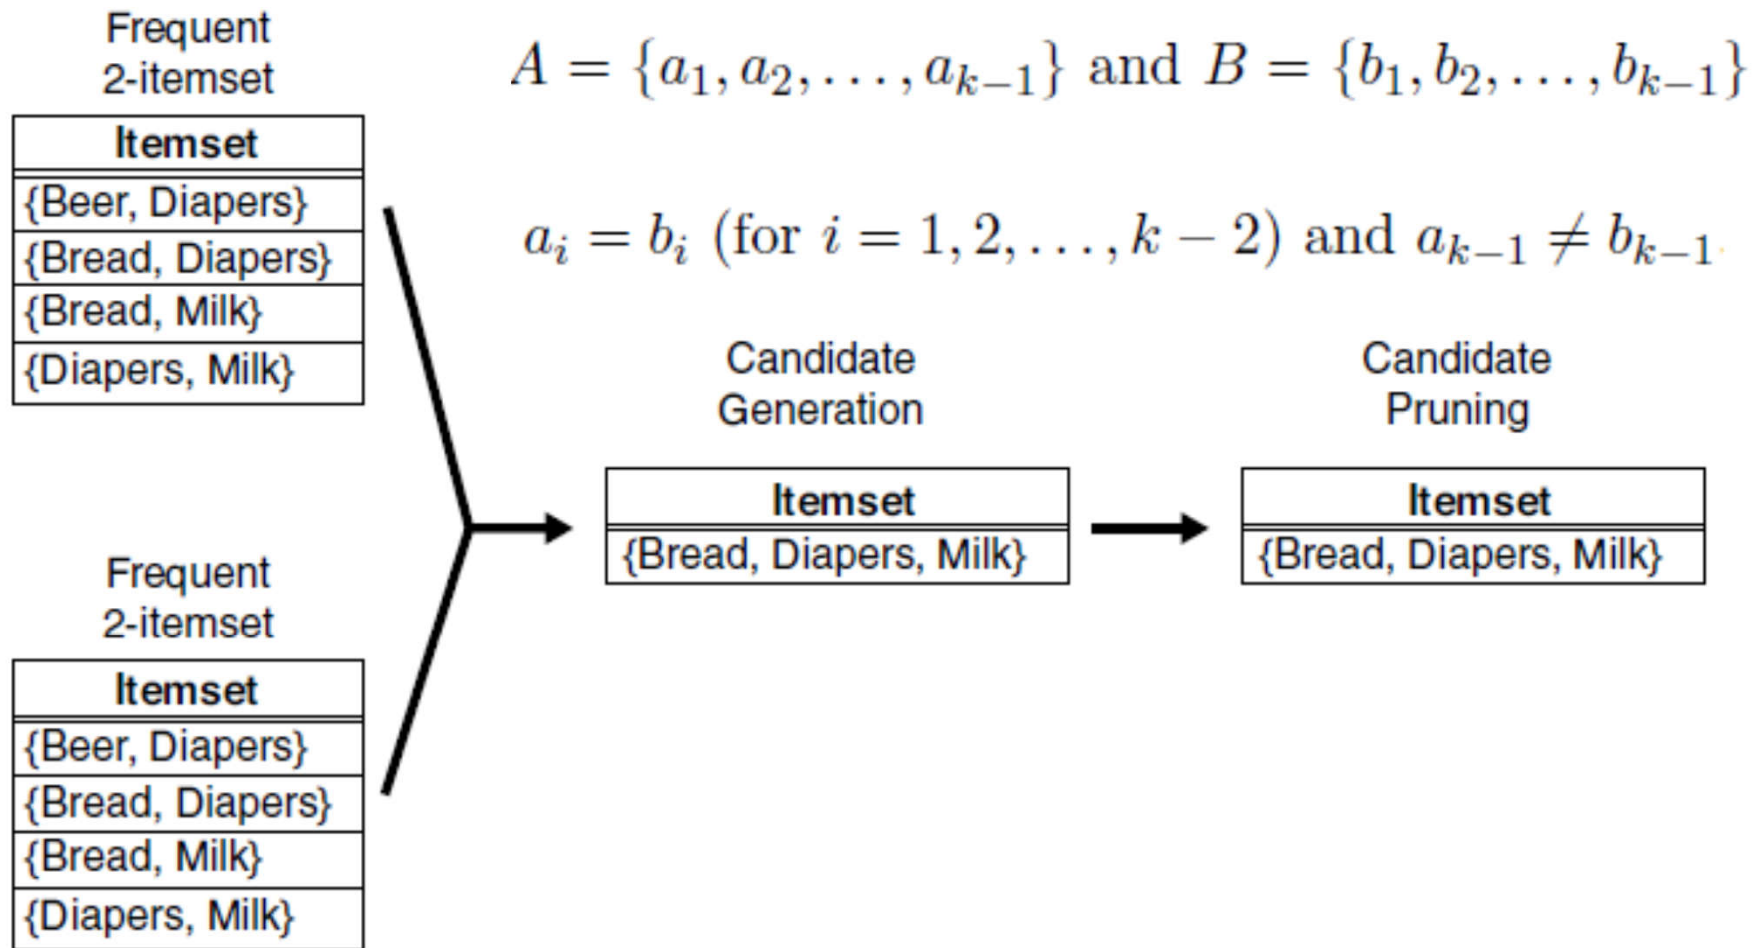 Frequent
2-itemset
A = {a₁, a₂, . . . , aₖ₋₁} and B = {b₁, b₂, . . . , bₖ₋₁}
Itemset
{Beer, Diapers}
{Bread, Diapers}
{Bread, Milk}
{Diapers, Milk}
aᵢ = bᵢ (for i = 1, 2, . . . , k − 2) and aₖ₋₁ ≠ bₖ₋₁
Candidate
Generation
Itemset
{Bread, Diapers, Milk}
Candidate
Pruning
Itemset
{Bread, Diapers, Milk}
Frequent
2-itemset
Itemset
{Beer, Diapers}
{Bread, Diapers}
{Bread, Milk}
{Diapers, Milk}